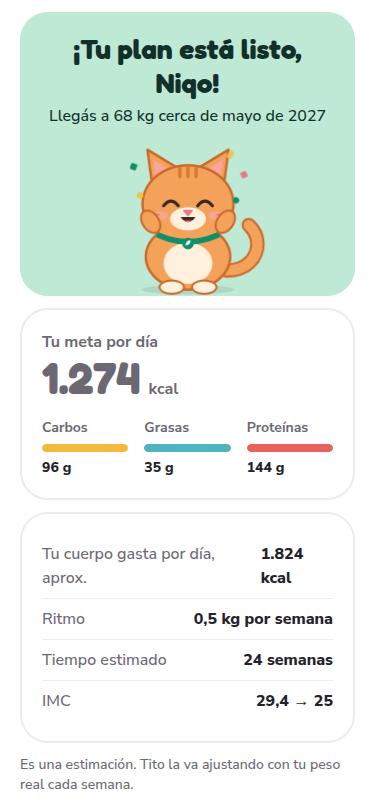 ¡Tu plan está listo,
Niqo!
Llegás a 68 kg cerca de mayo de 2027
Tu meta por día
1.274 kcal
Carbos Grasas Proteínas
96 g 35 g 144 g
Tu cuerpo gasta por día, 1.824
aprox. kcal
Ritmo 0,5 kg por semana
Tiempo estimado 24 semanas
IMC 29,4 → 25
Es una estimación. Tito la va ajustando con tu peso
real cada semana.